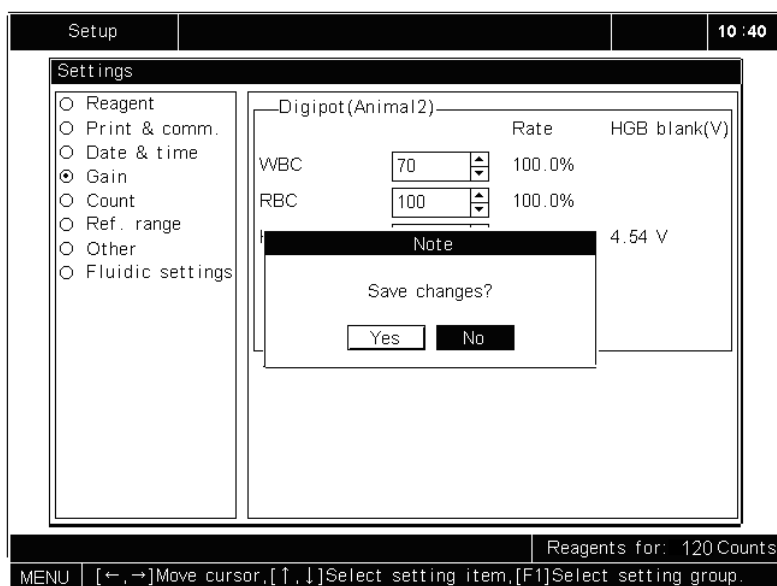 Setup
10:40
Settings
Reagent
Print & comm.
Date & time
Gain
Count
Ref. range
Other
Fluidic settings
Digipot(Animal2)
Rate HGB blank(V)
WBC 70 100.0%
RBC 100 100.0%
4.54 V
Note
Save changes?
Yes No
Reagents for: 120 Counts
MENU [←,→]Move cursor,[↑,↓]Select setting item,[F1]Select setting group.